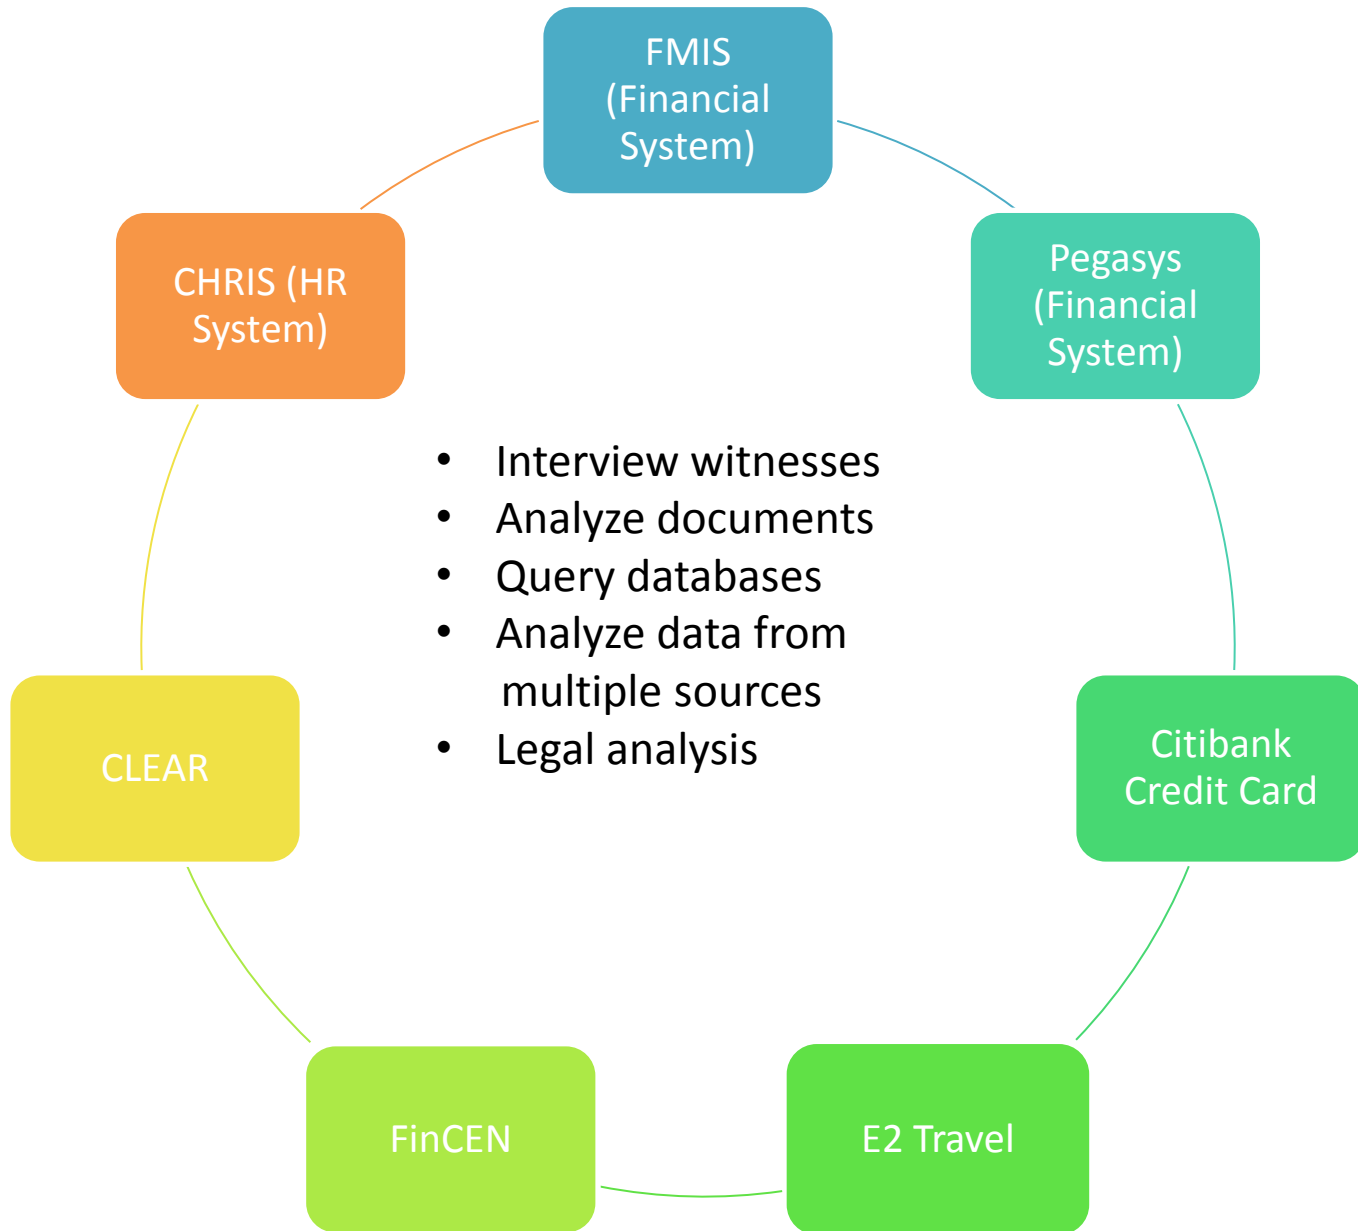 FMIS
(Financial
System)
Pegasys
(Financial
System)
Citibank
Credit Card
E2 Travel
FinCEN
CLEAR
CHRIS (HR
System)
• Interview witnesses
• Analyze documents
• Query databases
• Analyze data from
multiple sources
• Legal analysis